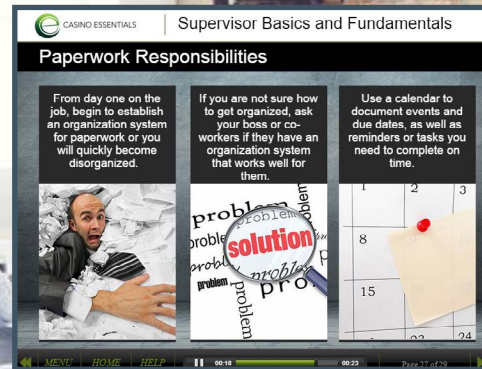 CASINO ESSENTIALS
Supervisor Basics and Fundamentals
Paperwork Responsibilities
From day one on the
job, begin to establish
an organization system
for paperwork or you
will quickly become
disorganized.
If you are not sure how
to get organized, ask
your boss or co-
workers if they have an
organization system
that works well for
them.
Use a calendar to
document events and
due dates, as well as
reminders or tasks you
need to complete on
time.
problem
problem
proble
solution
problem
problem
problem
1 2 3
8
15
24
MENU HOME HELP 00:18 00:23 Page 27 of 29